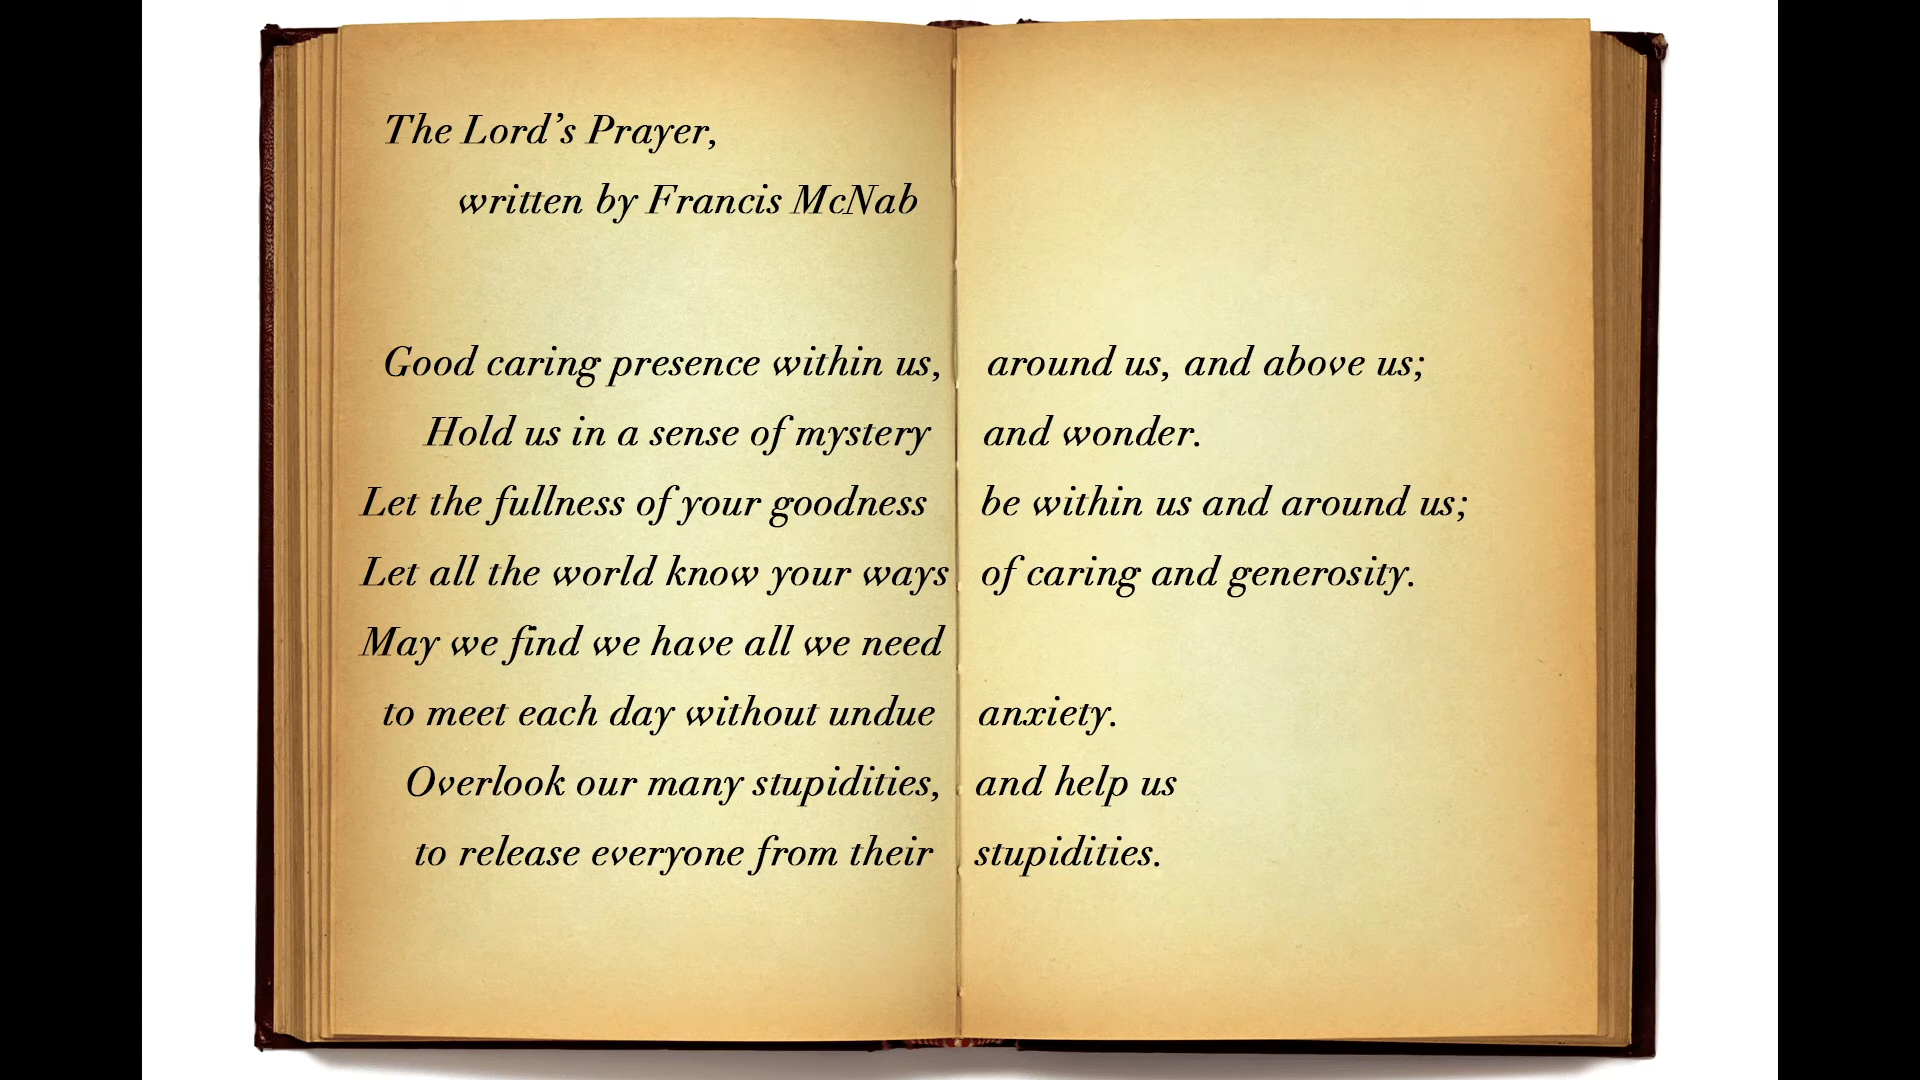 The Lord’s Prayer,
written by Francis McNab
Good caring presence within us, around us, and above us;
Hold us in a sense of mystery and wonder.
Let the fullness of your goodness be within us and around us;
Let all the world know your ways of caring and generosity.
May we find we have all we need
to meet each day without undue anxiety.
Overlook our many stupidities, and help us
to release everyone from their stupidities.